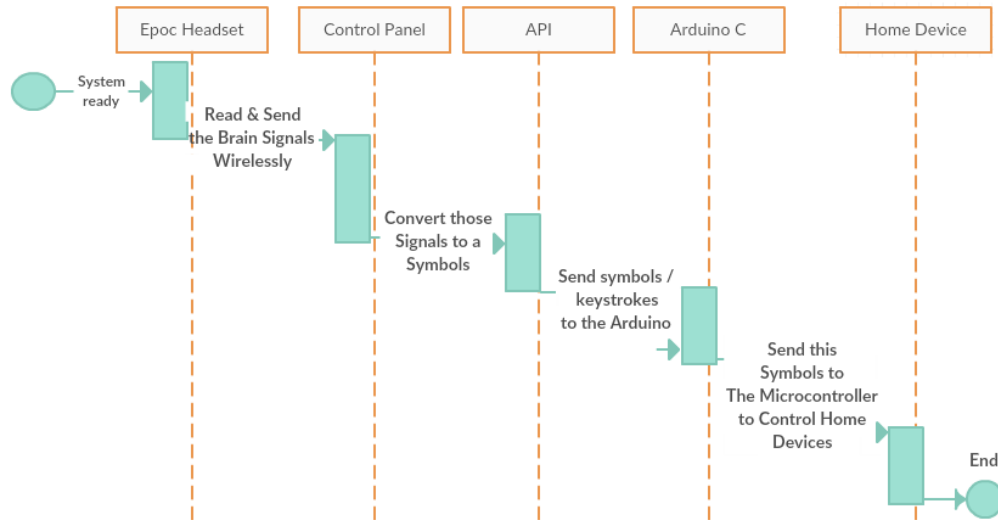 Epoc Headset
Control Panel
API
Arduino C
Home Device
System
ready
Read & Send
the Brain Signals
Wirelessly
Convert those
Signals to a
Symbols
Send symbols /
keystrokes
to the Arduino
Send this
Symbols to
The Microcontroller
to Control Home
Devices
End